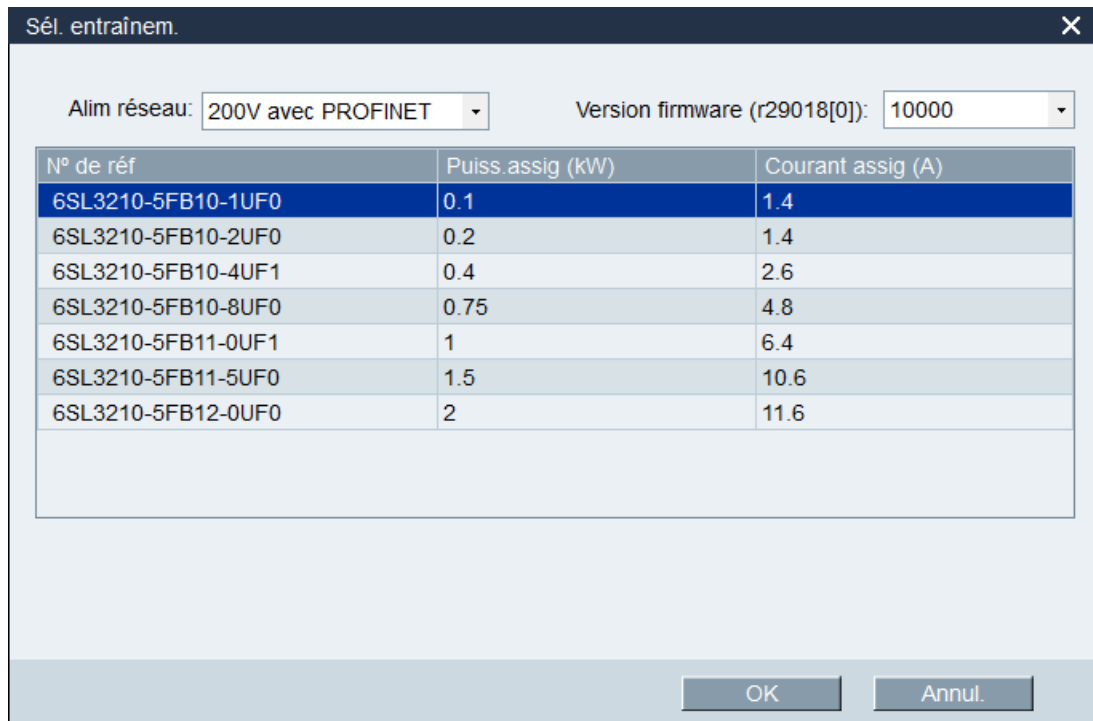 Sél. entraînem.
Alim réseau: 200V avec PROFINET Version firmware (r29018[0]): 10000
Nº de réf Puiss.assig (kW) Courant assig (A)
6SL3210-5FB10-1UF0 0.1 1.4
6SL3210-5FB10-2UF0 0.2 1.4
6SL3210-5FB10-4UF1 0.4 2.6
6SL3210-5FB10-8UF0 0.75 4.8
6SL3210-5FB11-0UF1 1 6.4
6SL3210-5FB11-5UF0 1.5 10.6
6SL3210-5FB12-0UF0 2 11.6
OK Annul.